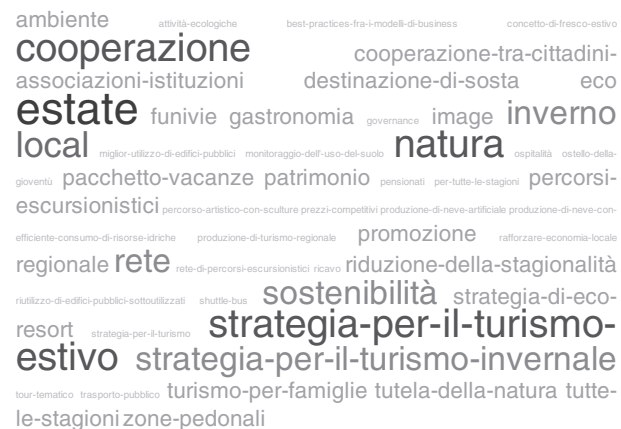 ambiente attività-ecologiche best-practices-fra-i-modelli-di-business concetto-di-fresco-estivo
cooperazione cooperazione-tra-cittadini-
associazioni-istituzioni destinazione-di-sosta eco
estate funivie gastronomia governance image inverno
local miglior-utilizzo-di-edifici-pubblici monitoraggio-dell'uso-del-suolo natura ospitalità ostello-della-
gioventù pacchetto-vacanze patrimonio pensionati per-tutte-le-stagioni percorsi-
escursionistici percorso-artistico-con-sculture prezzi-competitivi produzione-di-neve-artificiale produzione-di-neve-con-
efficiente-consumo-di-risorse-idriche produzione-di-turismo-regionale promozione rafforzare-economia-locale
regionale rete rete-di-percorsi-escursionistici ricavo riduzione-della-stagionalità
riutilizzo-di-edifici-pubblici-sottoutilizzati shuttle-bus sostenibilità strategia-di-eco-
resort strategia-per-il-turismo strategia-per-il-turismo-
estivo strategia-per-il-turismo-invernale
tour-tematico trasporto-pubblico turismo-per-famiglie tutela-della-natura tutte-
le-stagioni zone-pedonali